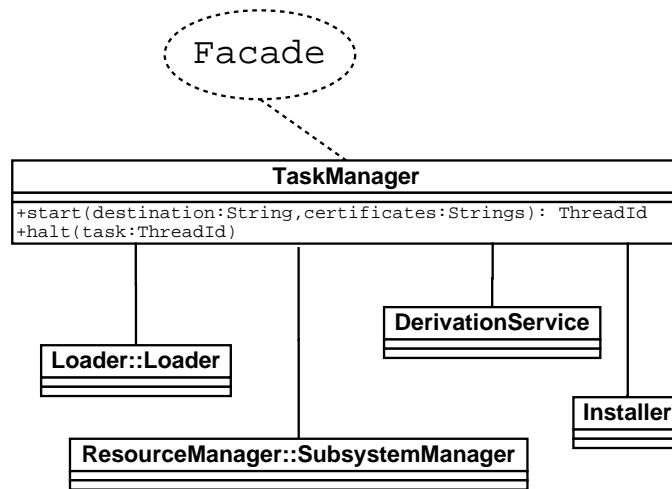 Facade
TaskManager
+start(destination:String,certificates:Strings): ThreadId
+halt(task:ThreadId)
DerivationService
Loader::Loader
Installer
ResourceManager::SubsystemManager